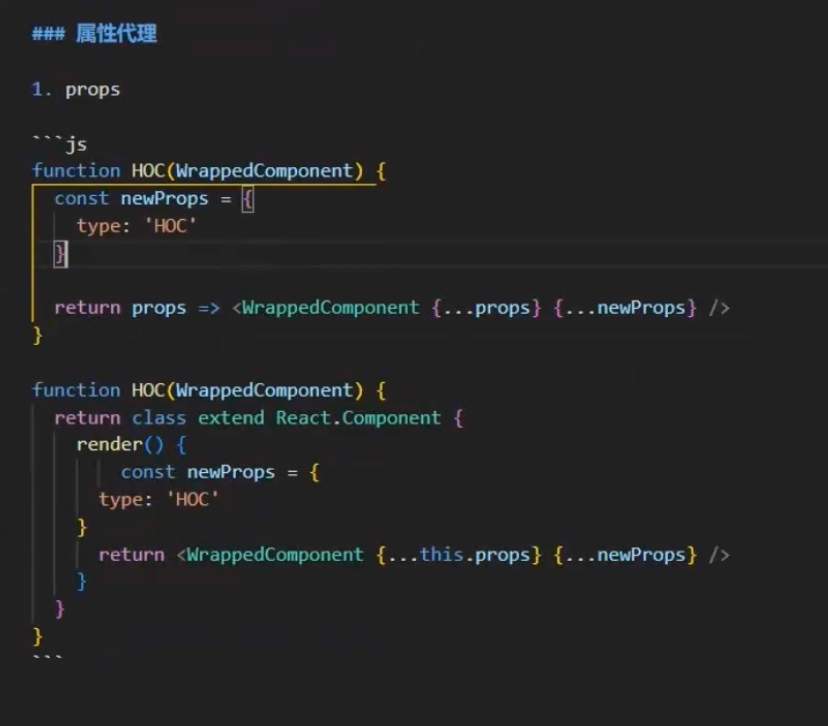 ### 属性代理
1. props
```js
function HOC(WrappedComponent) {
  const newProps = {
    type: 'HOC'
  }
  return props => <WrappedComponent {...props} {...newProps} />
}
function HOC(WrappedComponent) {
  return class extend React.Component {
    render() {
        const newProps = {
      type: 'HOC'
    }
      return <WrappedComponent {...this.props} {...newProps} />
    }
  }
}
```